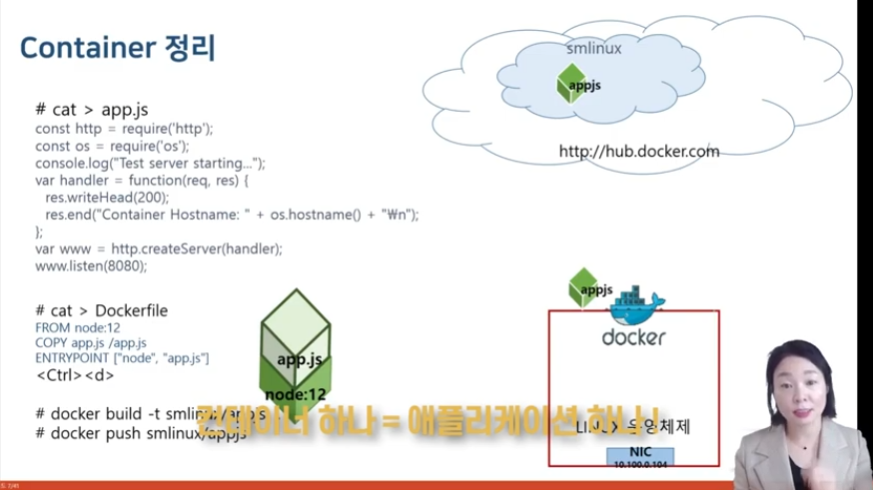 Container 정리
# cat > app.js
const http = require('http');
const os = require('os');
console.log("Test server starting...");
var handler = function(req, res) {
res.writeHead(200);
res.end("Container Hostname: " + os.hostname() + "₩n");
};
var www = http.createServer(handler);
www.listen(8080);
# cat > Dockerfile
FROM node:12
COPY app.js /app.js
ENTRYPOINT ["node", "app.js"]
<Ctrl><d>
# docker build -t smlinux/appjs
# docker push smlinux/appjs
app.js
node:12
smlinux
appjs
http://hub.docker.com
appjs
docker
LINUX 운영체제
NIC
10.100.0.104
컨테이너 하나 = 애플리케이션 하나!